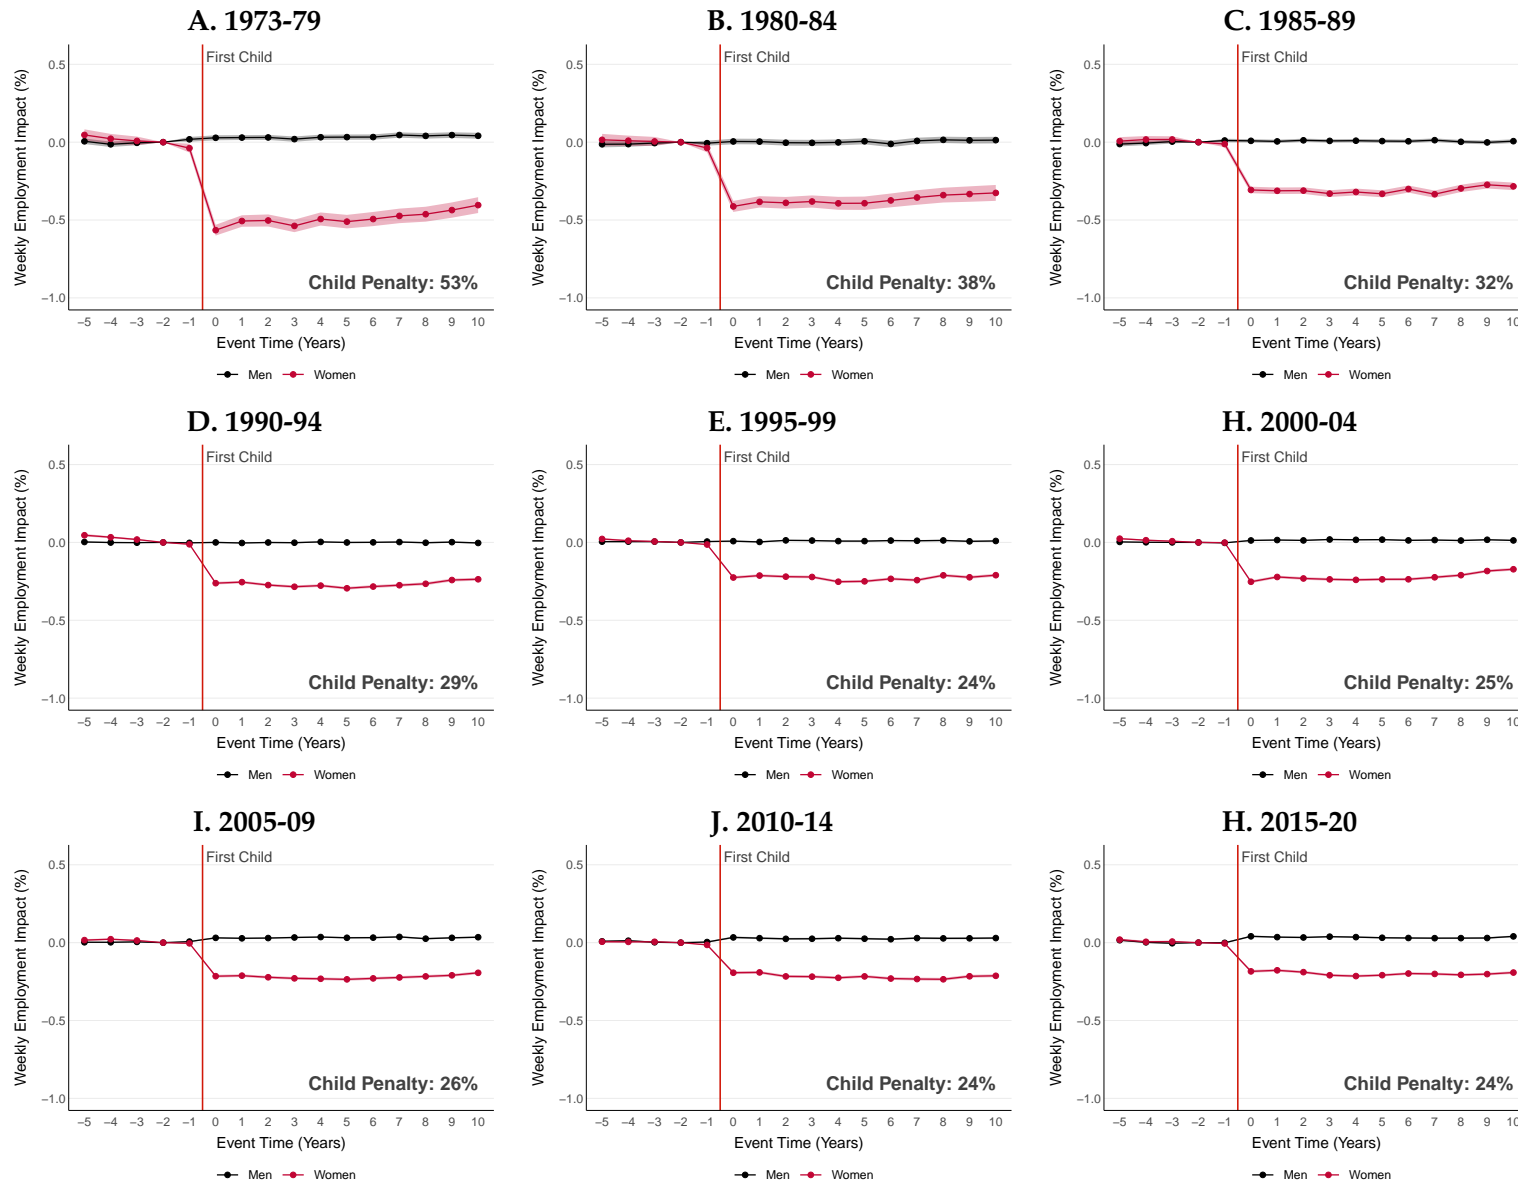 A. 1973-79
First Child
Weekly Employment Impact (%)
0.5
0.0
−0.5
−1.0
Child Penalty: 53%
−5 −4 −3 −2 −1 0 1 2 3 4 5 6 7 8 9 10
Event Time (Years)
Men Women
B. 1980-84
First Child
Weekly Employment Impact (%)
0.5
0.0
−0.5
−1.0
Child Penalty: 38%
−5 −4 −3 −2 −1 0 1 2 3 4 5 6 7 8 9 10
Event Time (Years)
Men Women
C. 1985-89
First Child
Weekly Employment Impact (%)
0.5
0.0
−0.5
−1.0
Child Penalty: 32%
−5 −4 −3 −2 −1 0 1 2 3 4 5 6 7 8 9 10
Event Time (Years)
Men Women
D. 1990-94
First Child
Weekly Employment Impact (%)
0.5
0.0
−0.5
−1.0
Child Penalty: 29%
−5 −4 −3 −2 −1 0 1 2 3 4 5 6 7 8 9 10
Event Time (Years)
Men Women
E. 1995-99
First Child
Weekly Employment Impact (%)
0.5
0.0
−0.5
−1.0
Child Penalty: 24%
−5 −4 −3 −2 −1 0 1 2 3 4 5 6 7 8 9 10
Event Time (Years)
Men Women
H. 2000-04
First Child
Weekly Employment Impact (%)
0.5
0.0
−0.5
−1.0
Child Penalty: 25%
−5 −4 −3 −2 −1 0 1 2 3 4 5 6 7 8 9 10
Event Time (Years)
Men Women
I. 2005-09
First Child
Weekly Employment Impact (%)
0.5
0.0
−0.5
−1.0
Child Penalty: 26%
−5 −4 −3 −2 −1 0 1 2 3 4 5 6 7 8 9 10
Event Time (Years)
Men Women
J. 2010-14
First Child
Weekly Employment Impact (%)
0.5
0.0
−0.5
−1.0
Child Penalty: 24%
−5 −4 −3 −2 −1 0 1 2 3 4 5 6 7 8 9 10
Event Time (Years)
Men Women
H. 2015-20
First Child
Weekly Employment Impact (%)
0.5
0.0
−0.5
−1.0
Child Penalty: 24%
−5 −4 −3 −2 −1 0 1 2 3 4 5 6 7 8 9 10
Event Time (Years)
Men Women